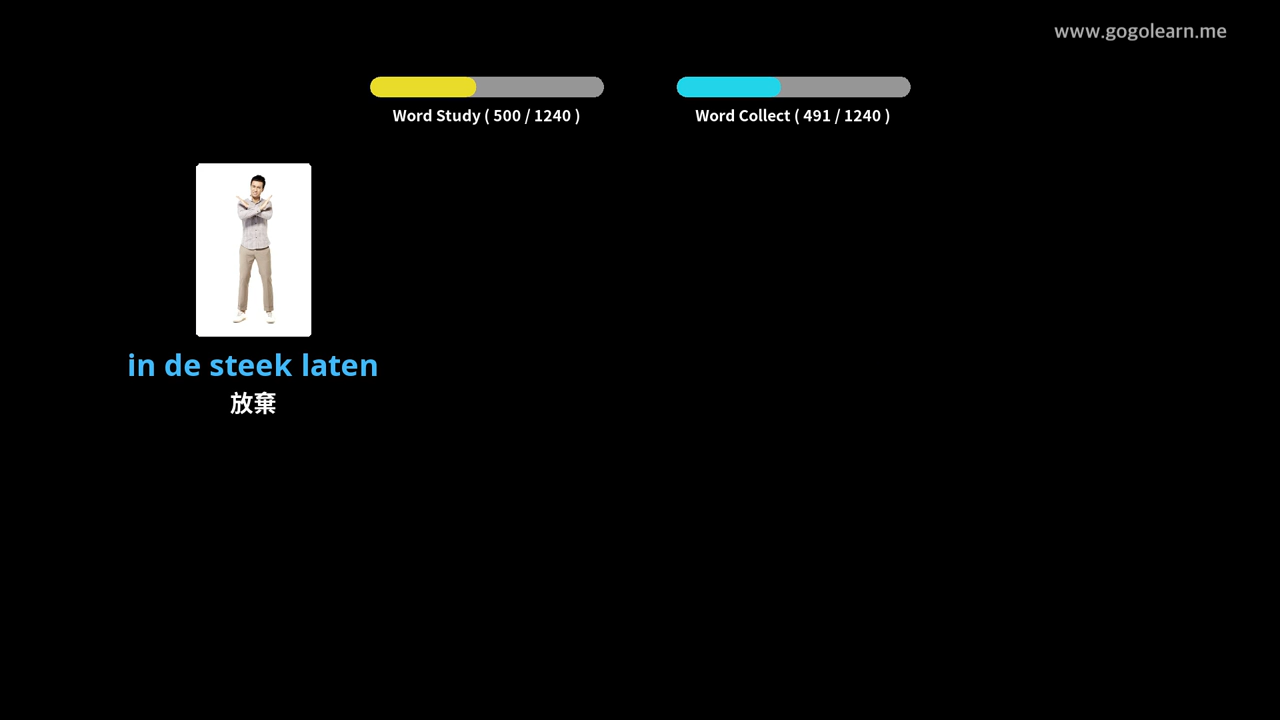 www.gogolearn.me
Word Study ( 500 / 1240 )
Word Collect ( 491 / 1240 )
in de steek laten
放棄